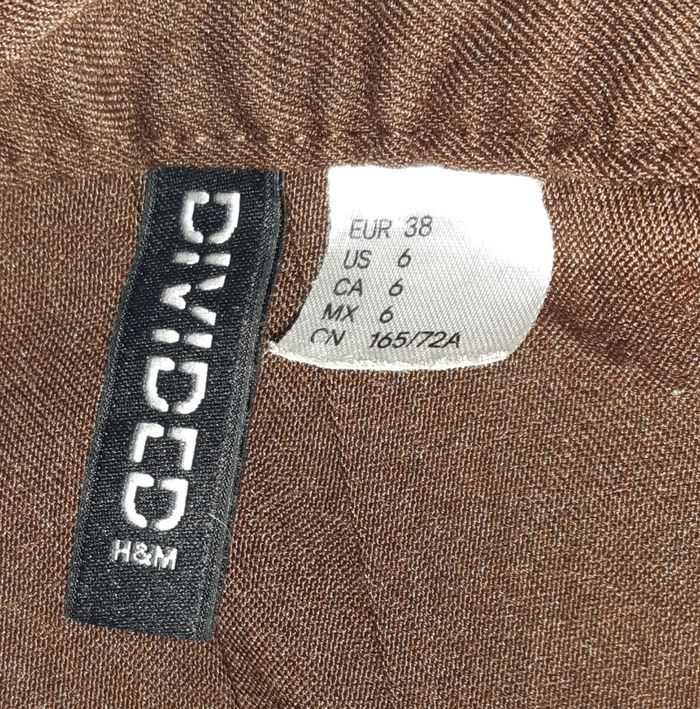 DIVIDED
H&M
EUR 38
US 6
CA 6
MX 6
CN 165/72A